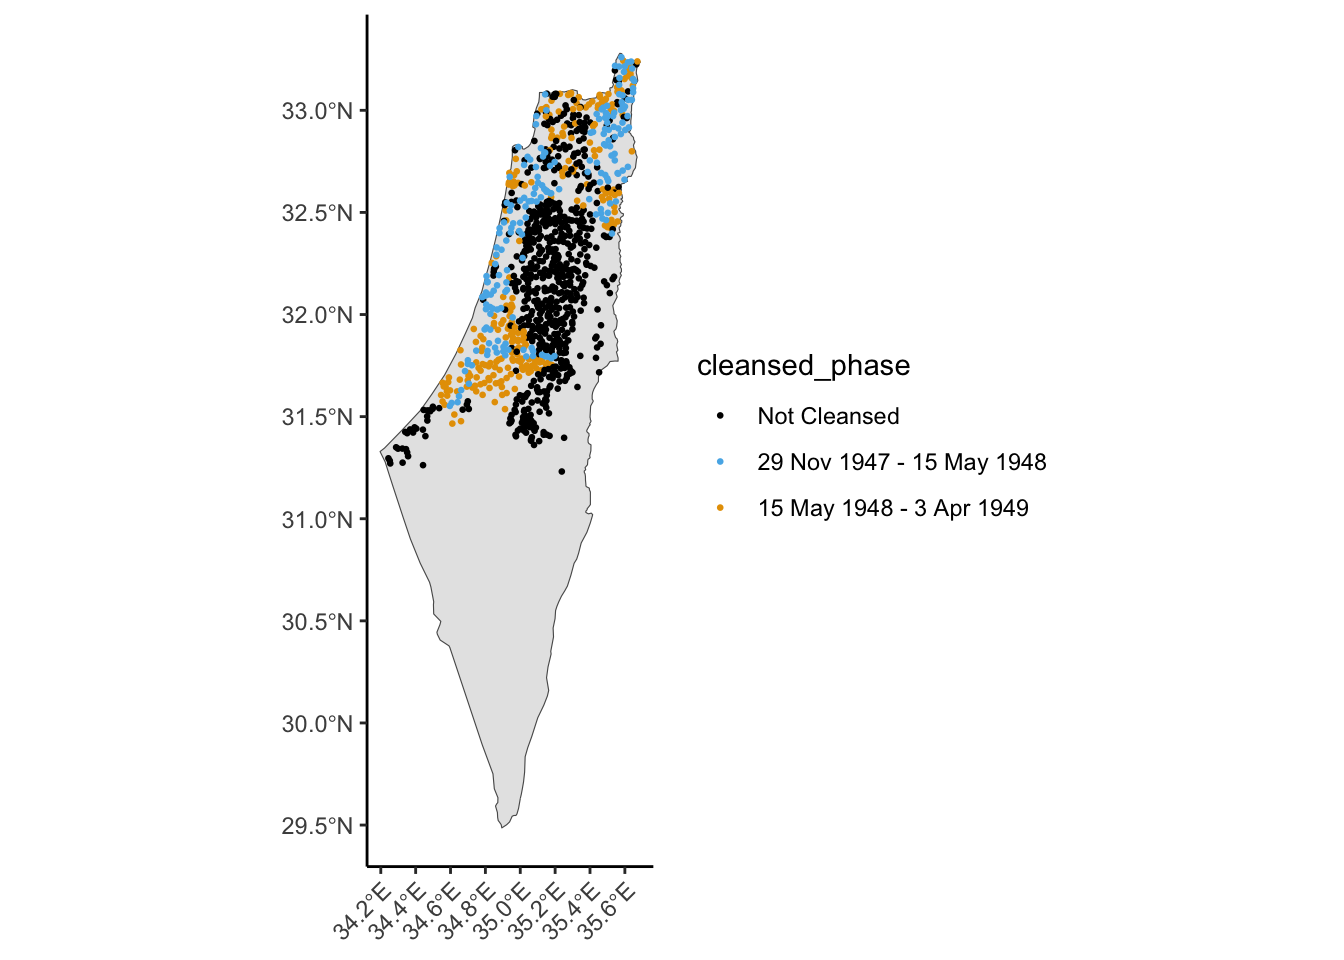 33.0°N
32.5°N
32.0°N
31.5°N
31.0°N
30.5°N
30.0°N
29.5°N
34.2°E
34.4°E
34.6°E
34.8°E
35.0°E
35.2°E
35.4°E
35.6°E
cleansed_phase
Not Cleansed
29 Nov 1947 - 15 May 1948
15 May 1948 - 3 Apr 1949